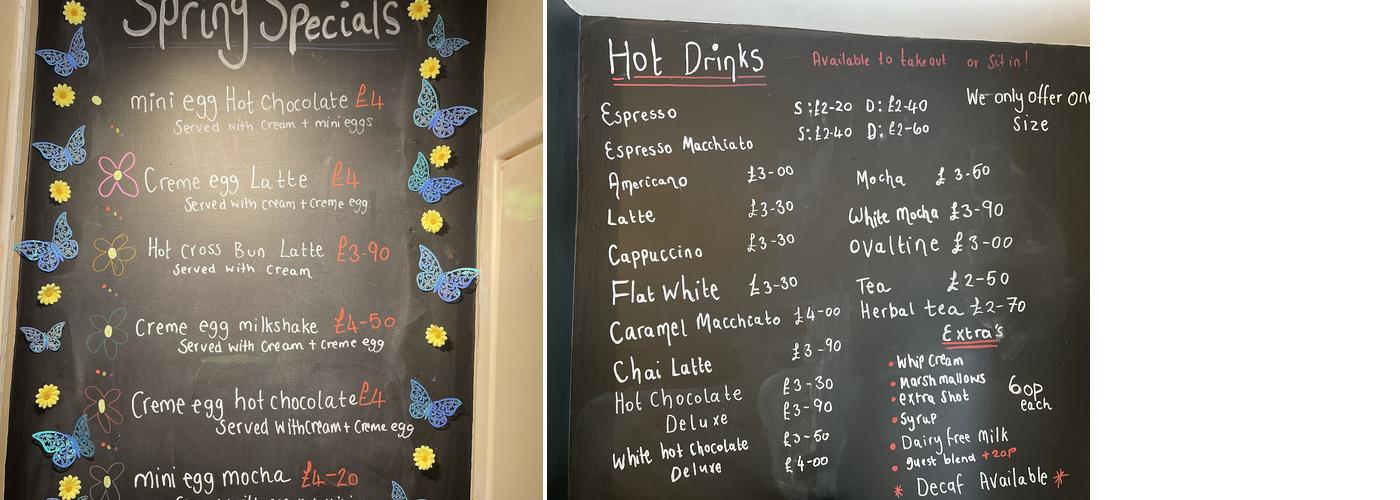 Spring Specials
mini egg Hot Chocolate £4
Served with Cream + mini eggs
Creme egg Latte £4
Served with cream + creme egg
Hot cross Bun Latte £3-90
Served with Cream
Creme egg milkshake £4-50
Served with Cream + creme egg
Creme egg hot chocolate £4
Served with cream + Creme egg
mini egg mocha £4-20
Hot Drinks
Available to takeout or Sit in!
We only offer one
Size
Espresso S:£2-20 D:£2-40
Espresso Macchiato S:£2-40 D:£2-60
Americano £3-00
Latte £3-30
Cappuccino £3-30
Flat White £3-30
Caramel Macchiato £4-00
Chai Latte £3-90
Hot Chocolate £3-30
Deluxe £3-90
White hot Chocolate £3-50
Deluxe £4-00
Mocha £3-60
White Mocha £3-90
Ovaltine £3-00
Tea £2-50
Herbal tea £2-70
Extra's
Whip Cream
Marsh mallows
extra Shot
Syrup
Dairy free Milk
guest blend +20p
60p
each
* Decaf Available *